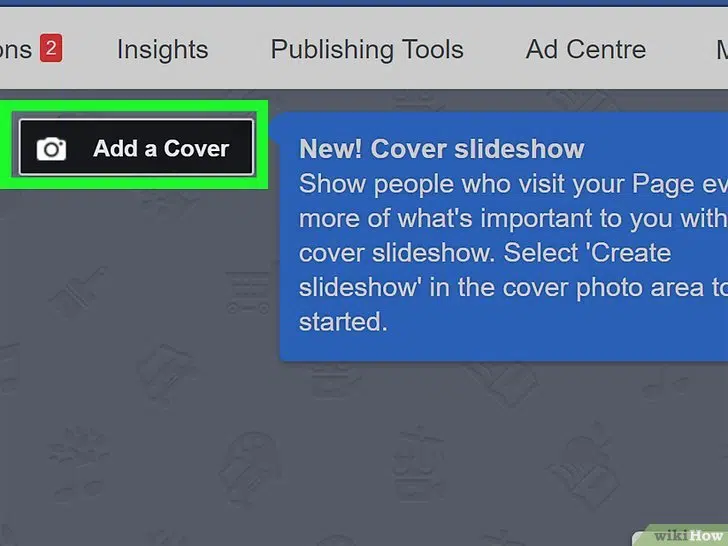 ons 2 Insights Publishing Tools Ad Centre M
Add a Cover
New! Cover slideshow
Show people who visit your Page ev
more of what's important to you with
cover slideshow. Select 'Create
slideshow' in the cover photo area to
started.
wikiHow